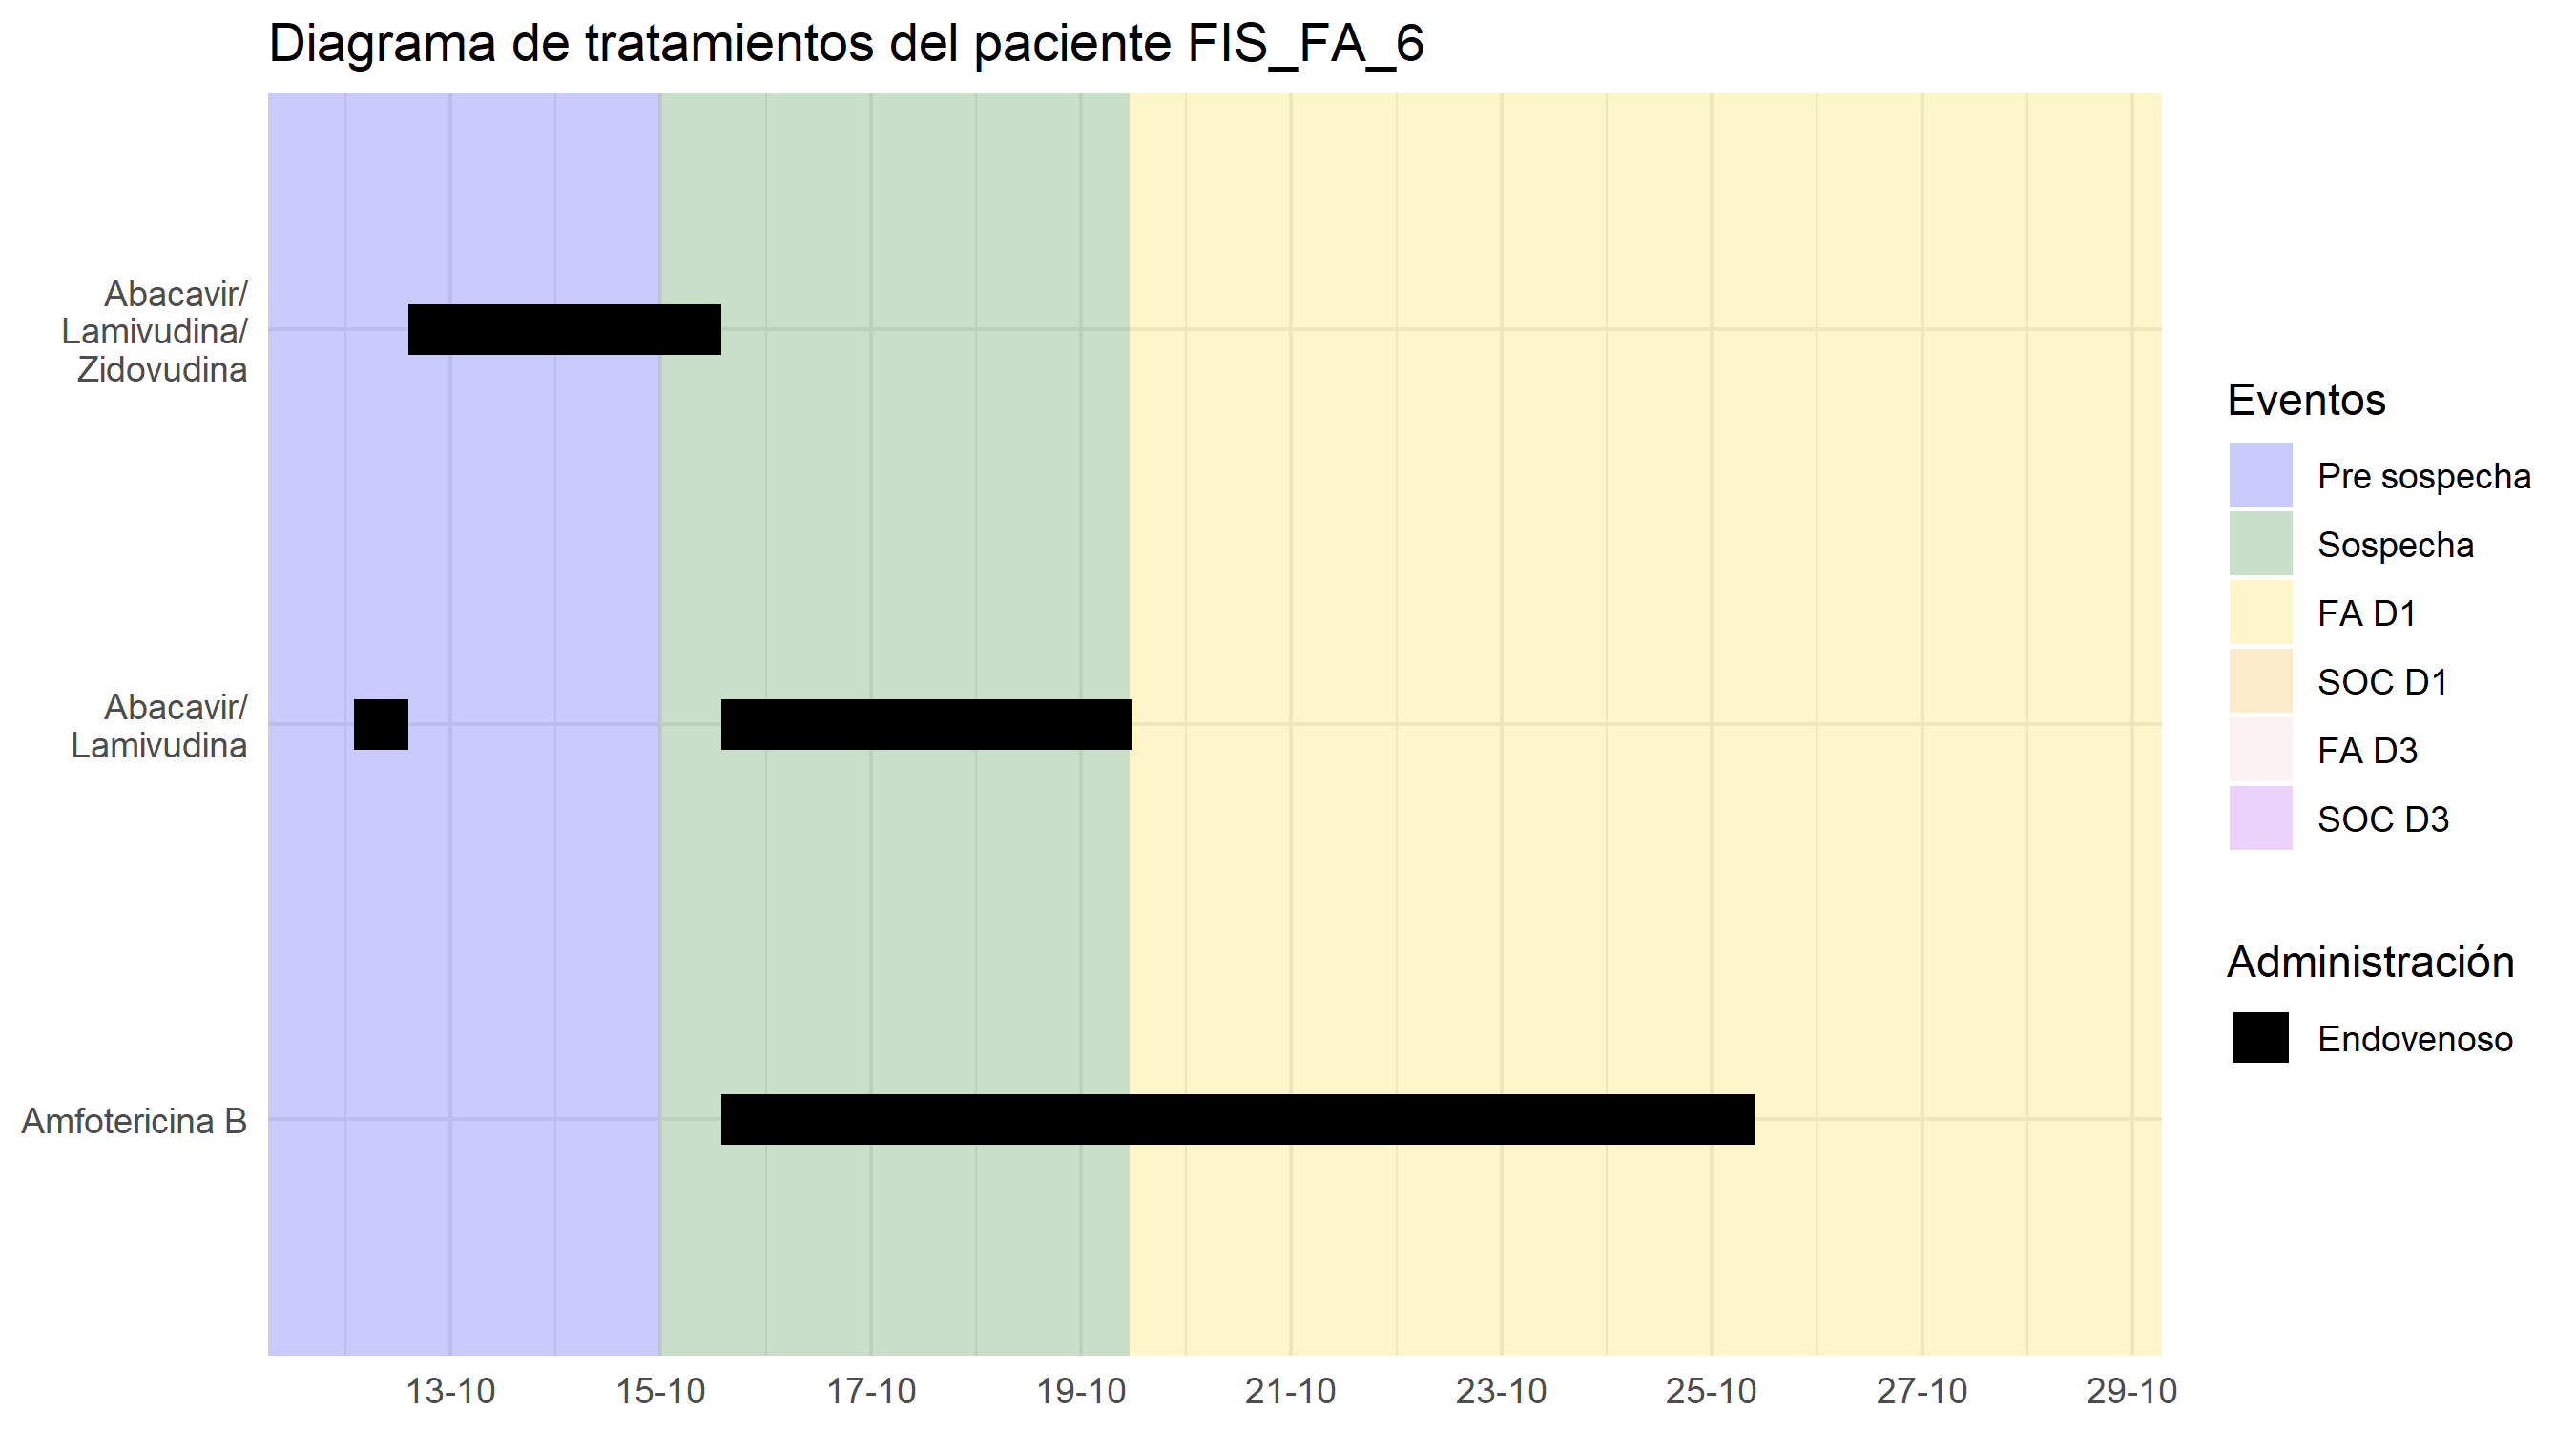 Diagrama de tratamientos del paciente FIS_FA_6
Abacavir/
Lamivudina/
Zidovudina
Abacavir/
Lamivudina
Amfotericina B
13-10
15-10
17-10
19-10
21-10
23-10
25-10
27-10
29-10
Eventos
Pre sospecha
Sospecha
FA D1
SOC D1
FA D3
SOC D3
Administración
Endovenoso